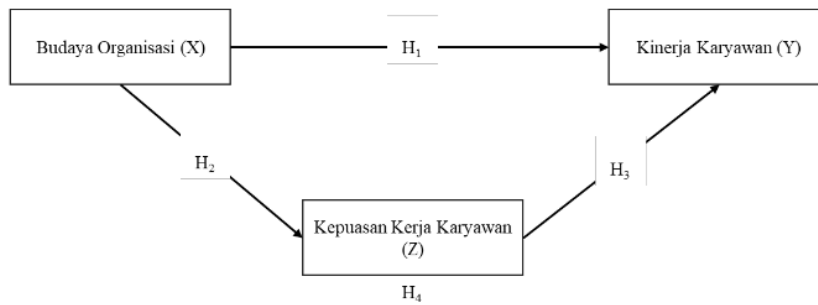 Budaya Organisasi (X)
H₁
Kinerja Karyawan (Y)
H₂
H₃
Kepuasan Kerja Karyawan
(Z)
H₄